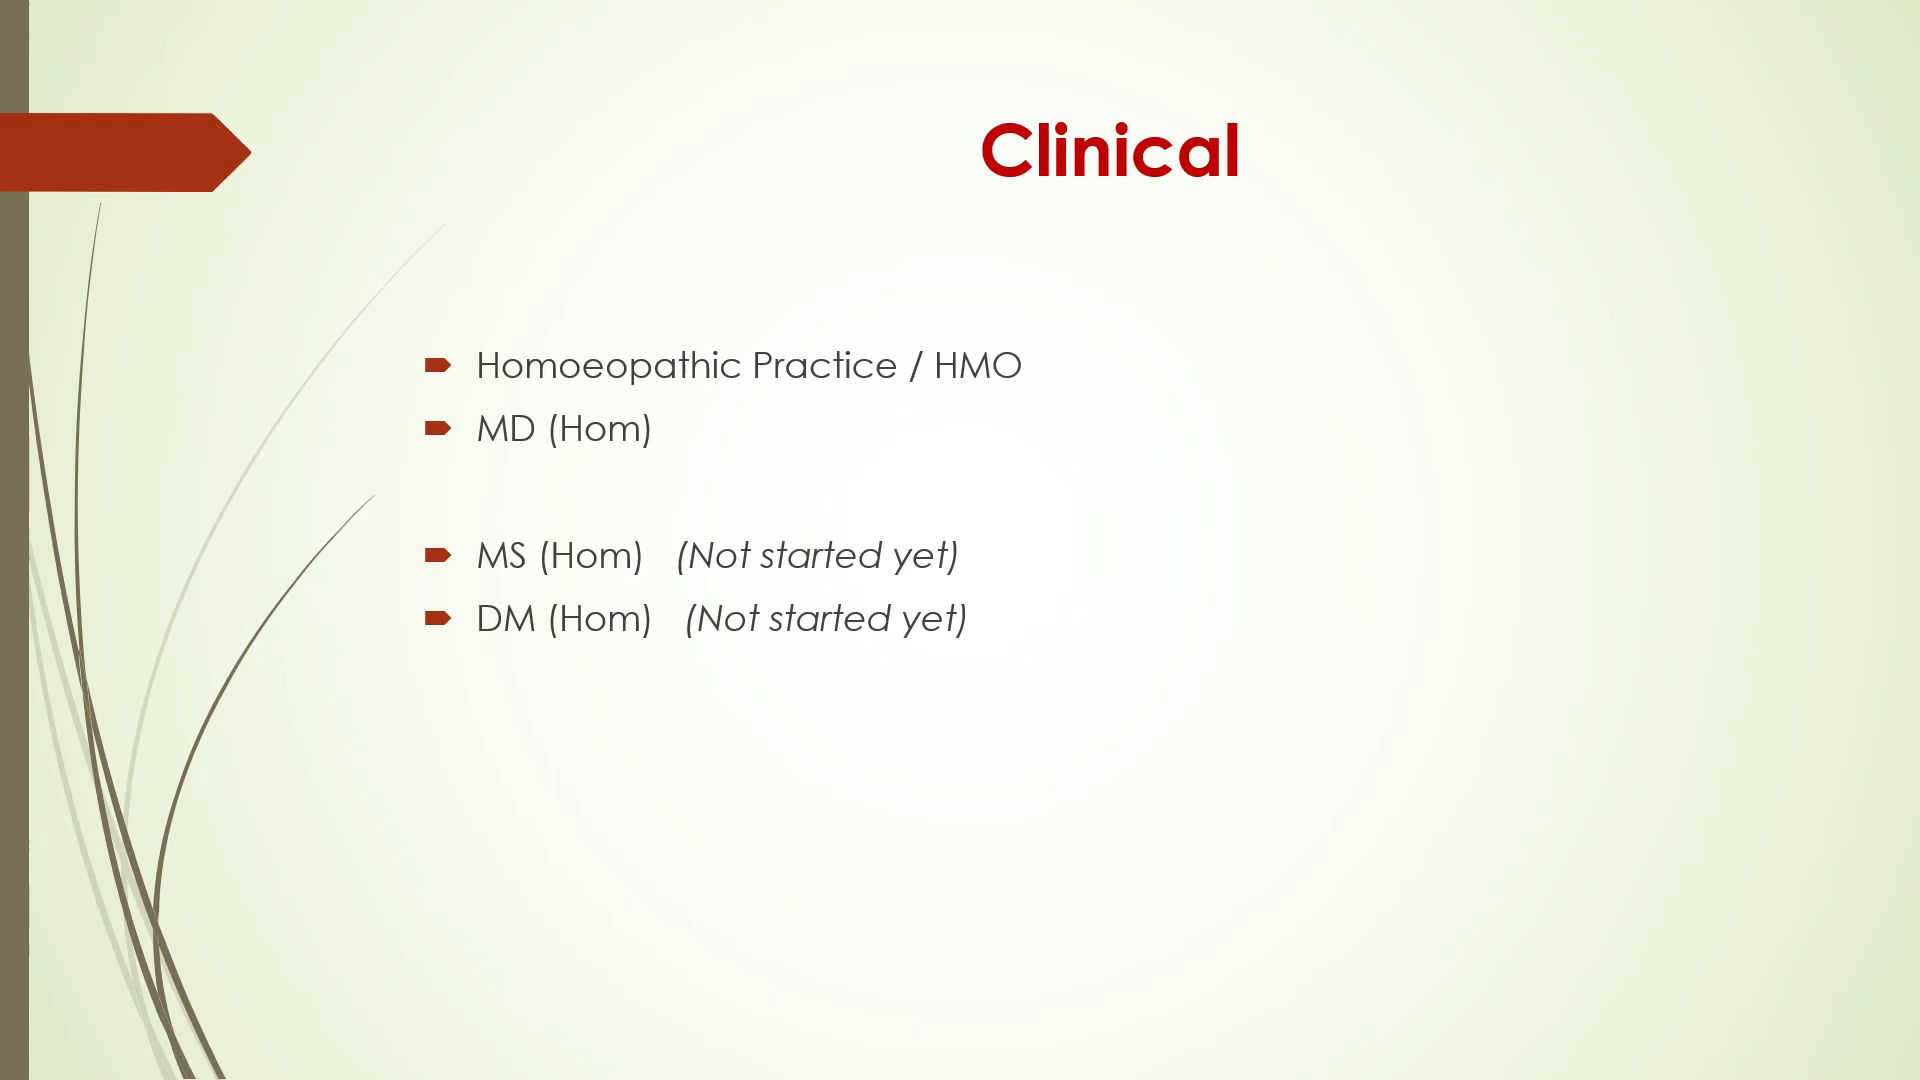 Clinical
Homoeopathic Practice / HMO
MD (Hom)
MS (Hom) (Not started yet)
DM (Hom) (Not started yet)